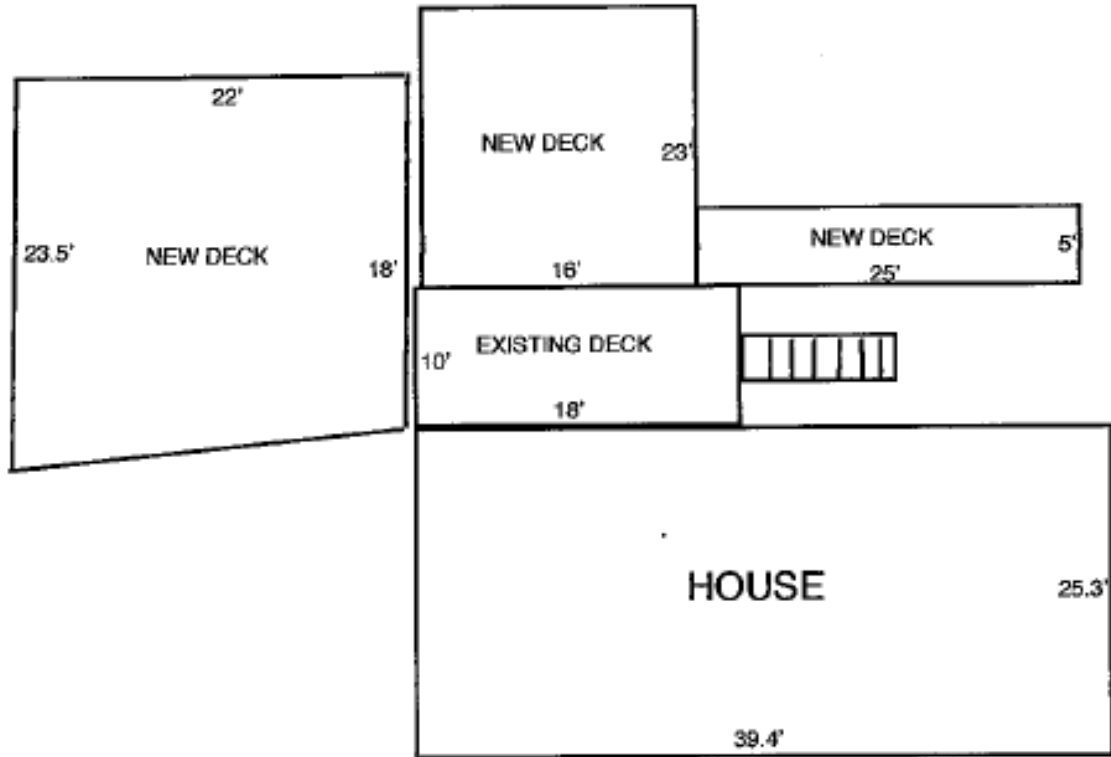 22'
NEW DECK
23'
23.5'
NEW DECK
18'
NEW DECK
5'
16'
25'
EXISTING DECK
10'
18'
HOUSE
25.3'
39.4'